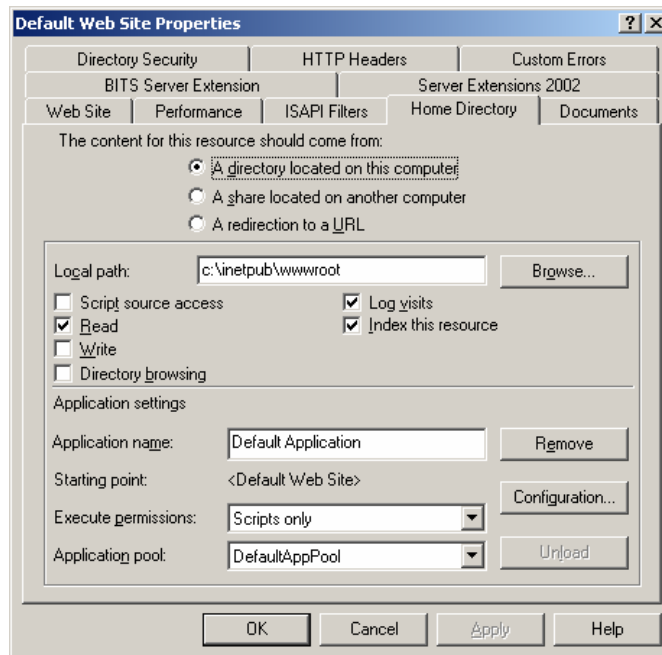 Default Web Site Properties
Directory Security HTTP Headers Custom Errors
BITS Server Extension Server Extensions 2002
Web Site Performance ISAPI Filters Home Directory Documents
The content for this resource should come from:
A directory located on this computer
A share located on another computer
A redirection to a URL
Local path: c:\inetpub\wwwroot Browse...
Script source access Log visits
Read Index this resource
Write
Directory browsing
Application settings
Application name: Default Application Remove
Starting point: <Default Web Site>
Configuration...
Execute permissions: Scripts only
Application pool: DefaultAppPool Unload
OK Cancel Apply Help